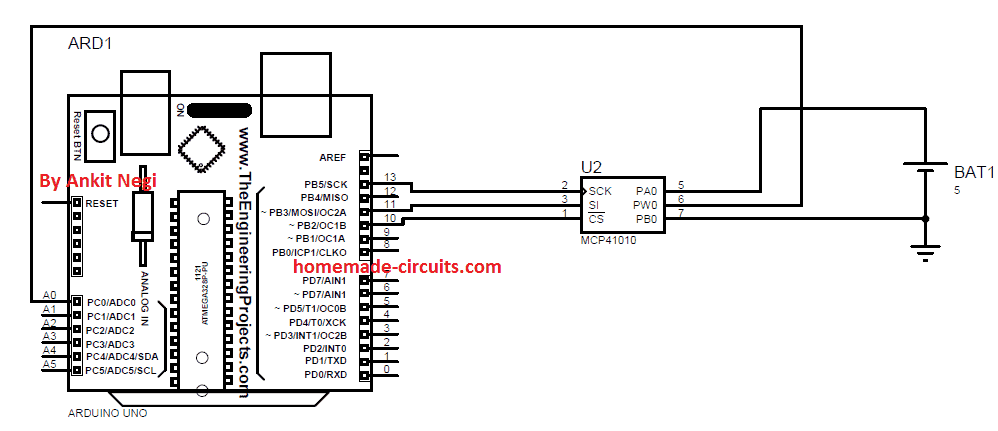 ARD1
ON
Reset BTN
www.TheEngineeringProjects.com
By Ankit Negi
RESET
ANALOG IN
1121
ATMEGA328P-PU
AREF
PB5/SCK 13
PB4/MISO 12
~ PB3/MOSI/OC2A 11
~ PB2/OC1B 10
~ PB1/OC1A 9
PB0/ICP1/CLKO 8
homemade-circuits.com
PD7/AIN1 7
~ PD7/AIN1 6
~ PD5/T1/OC0B 5
PD4/T0/XCK 4
~ PD3/INT1/OC2B 3
PD2/INT0 2
PD1/TXD 1
PD0/RXD 0
A0 PC0/ADC0
A1 PC1/ADC1
A2 PC2/ADC2
A3 PC3/ADC3
A4 PC4/ADC4/SDA
A5 PC5/ADC5/SCL
ARDUINO UNO
U2
2 SCK PA0 5
3 SI PW0 6
1 CS PB0 7
MCP41010
BAT1
5